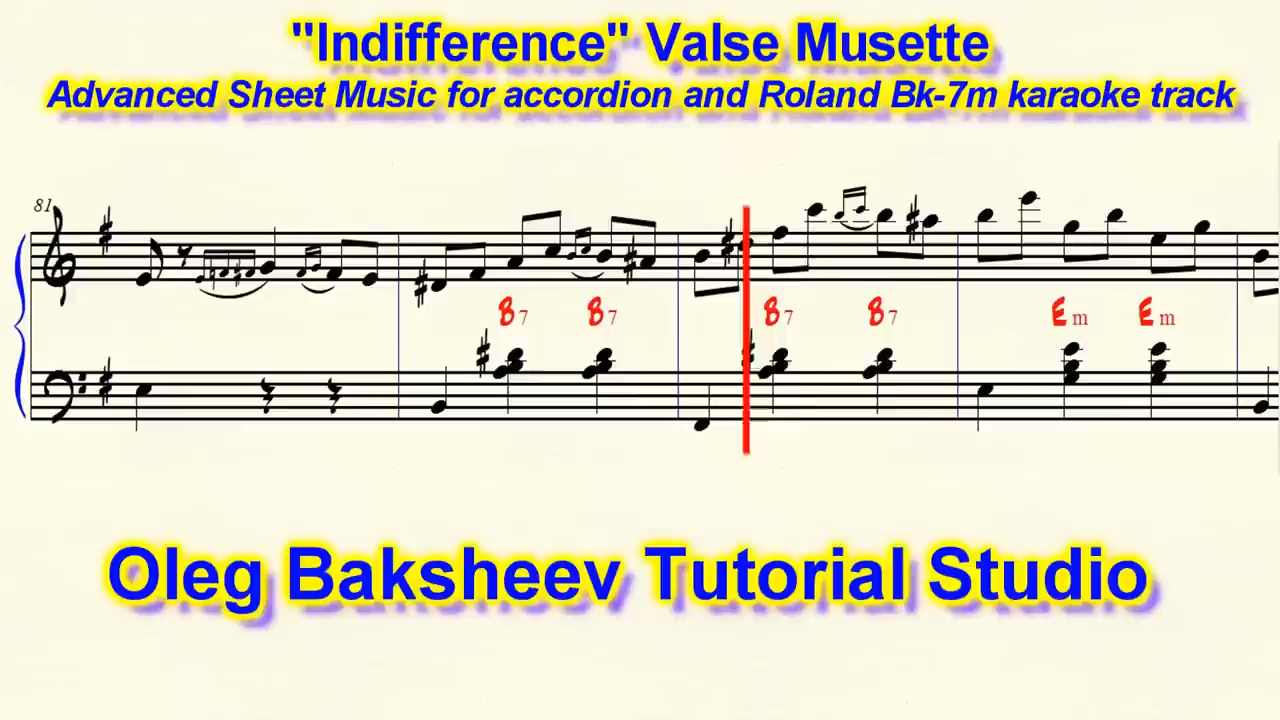 "Indifference" Valse Musette
Advanced Sheet Music for accordion and Roland Bk-7m karaoke track
81
B7 B7 B7 B7 Em Em
Oleg Baksheev Tutorial Studio